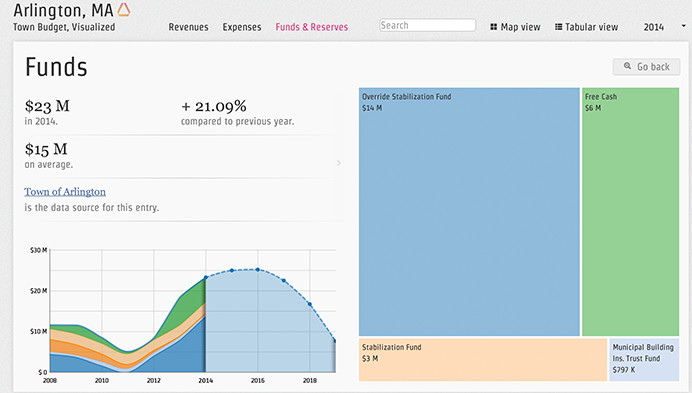 Arlington, MA
Town Budget, Visualized
Revenues
Expenses
Funds & Reserves
Search
Map view
Tabular view
2014
Funds
Go back
$23 M
in 2014.
+ 21.09%
compared to previous year.
$15 M
on average.
Town of Arlington
is the data source for this entry.
Override Stabilization Fund
$14 M
Free Cash
$6 M
Stabilization Fund
$3 M
Municipal Building
Ins. Trust Fund
$797 K
$30 M
$20 M
$10 M
$ 0
2008
2010
2012
2014
2016
2018